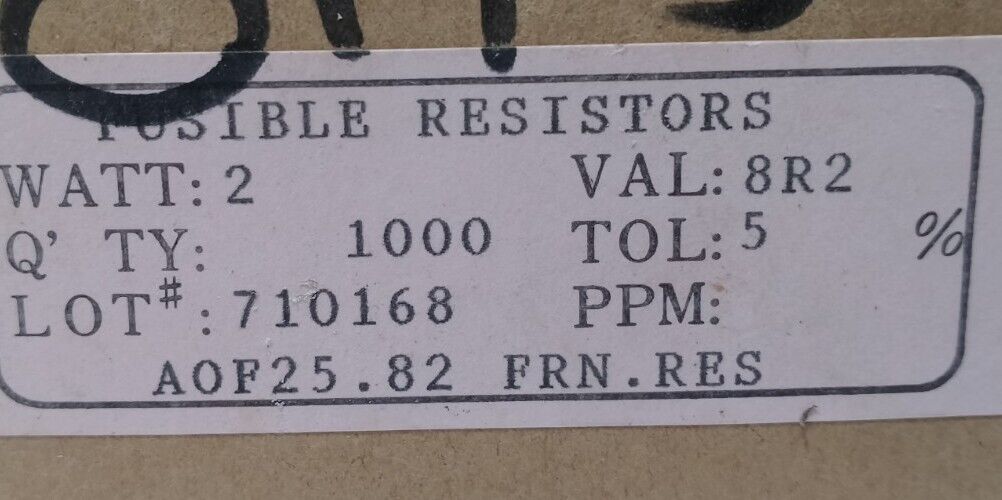 FUSIBLE RESISTORS
WATT: 2 VAL: 8R2
Q' TY: 1000 TOL: 5 %
LOT#: 710168 PPM:
AOF25.82 FRN.RES